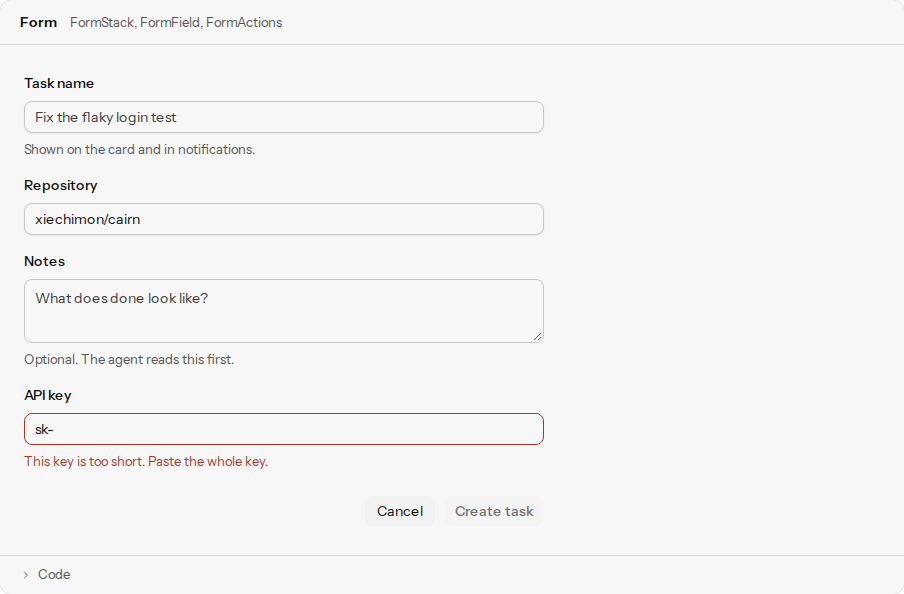 Form FormStack, FormField, FormActions
Task name
Fix the flaky login test
Shown on the card and in notifications.
Repository
xiechimon/cairn
Notes
What does done look like?
Optional. The agent reads this first.
API key
sk-
This key is too short. Paste the whole key.
Cancel Create task
Code